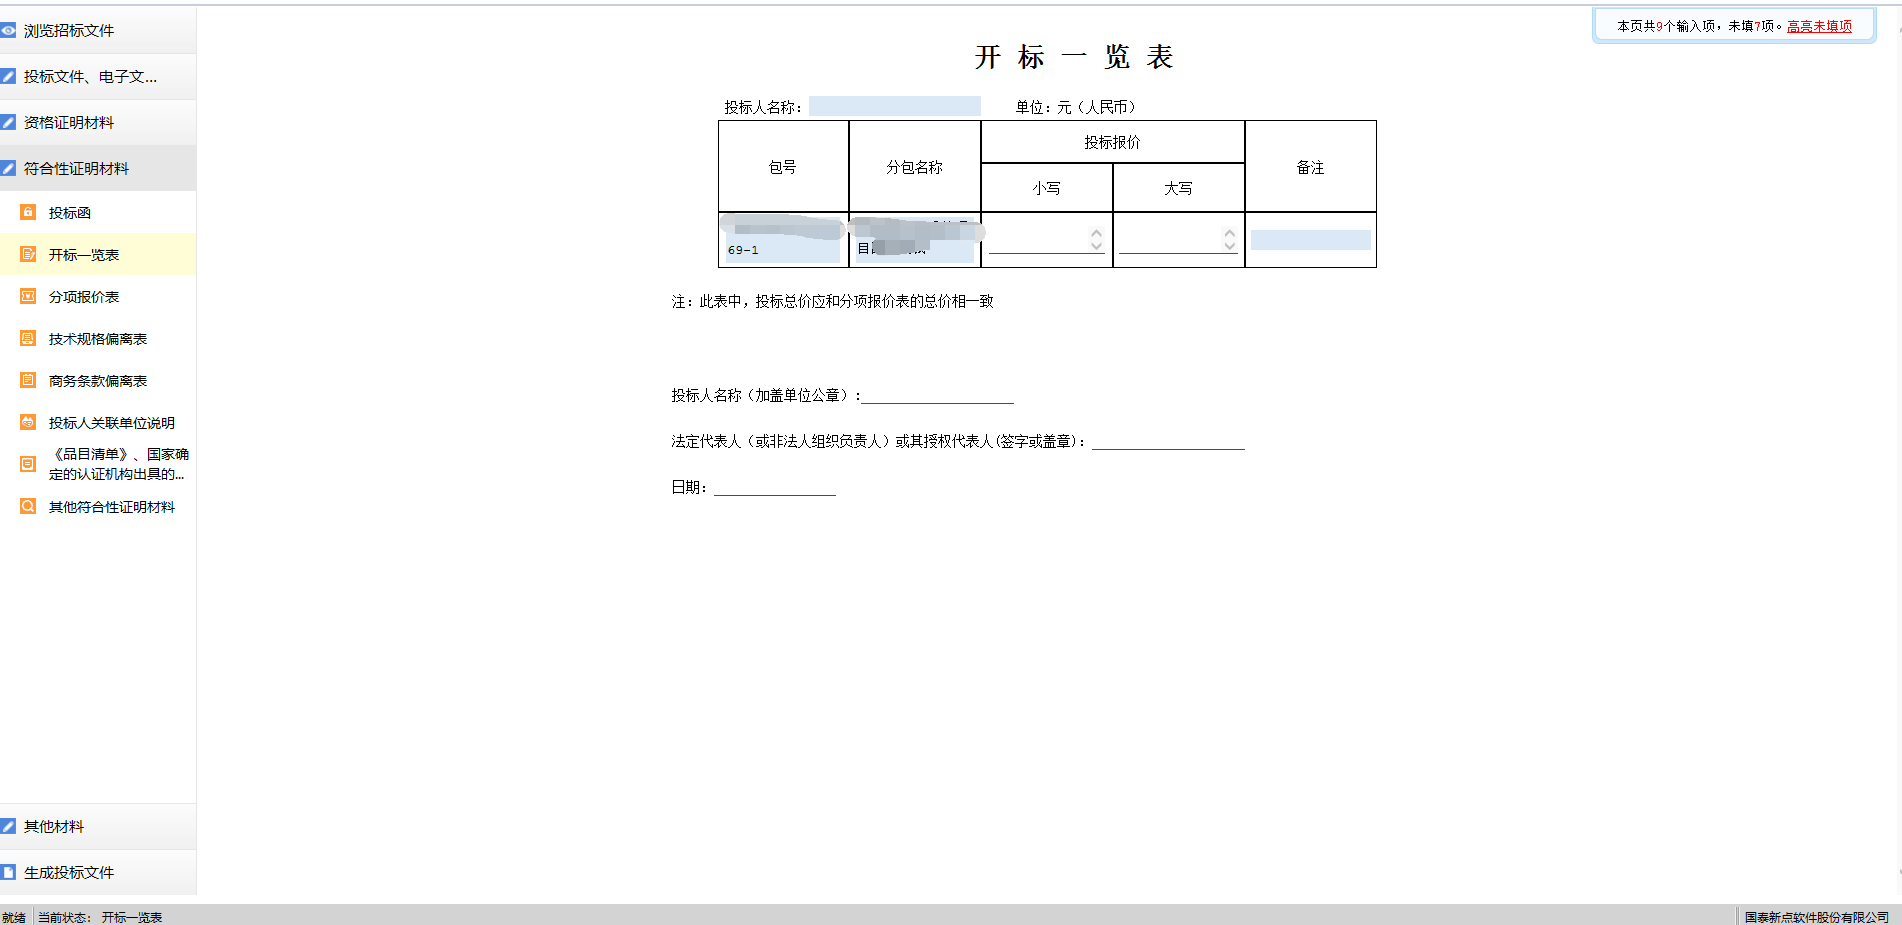 浏览招标文件
投标文件、电子文...
资格证明材料
符合性证明材料
投标函
开标一览表
分项报价表
技术规格偏离表
商务条款偏离表
投标人关联单位说明
《品目清单》、国家确
定的认证机构出具的...
其他符合性证明材料
其他材料
生成投标文件
本页共9个输入项，未填7项。高亮未填项
开标一览表
投标人名称： 单位：元（人民币）
包号 分包名称 投标报价 备注
小写 大写
69-1 目
注：此表中，投标总价应和分项报价表的总价相一致
投标人名称（加盖单位公章）:
法定代表人（或非法人组织负责人）或其授权代表人(签字或盖章)：
日期：
就绪 当前状态： 开标一览表 国泰新点软件股份有限公司